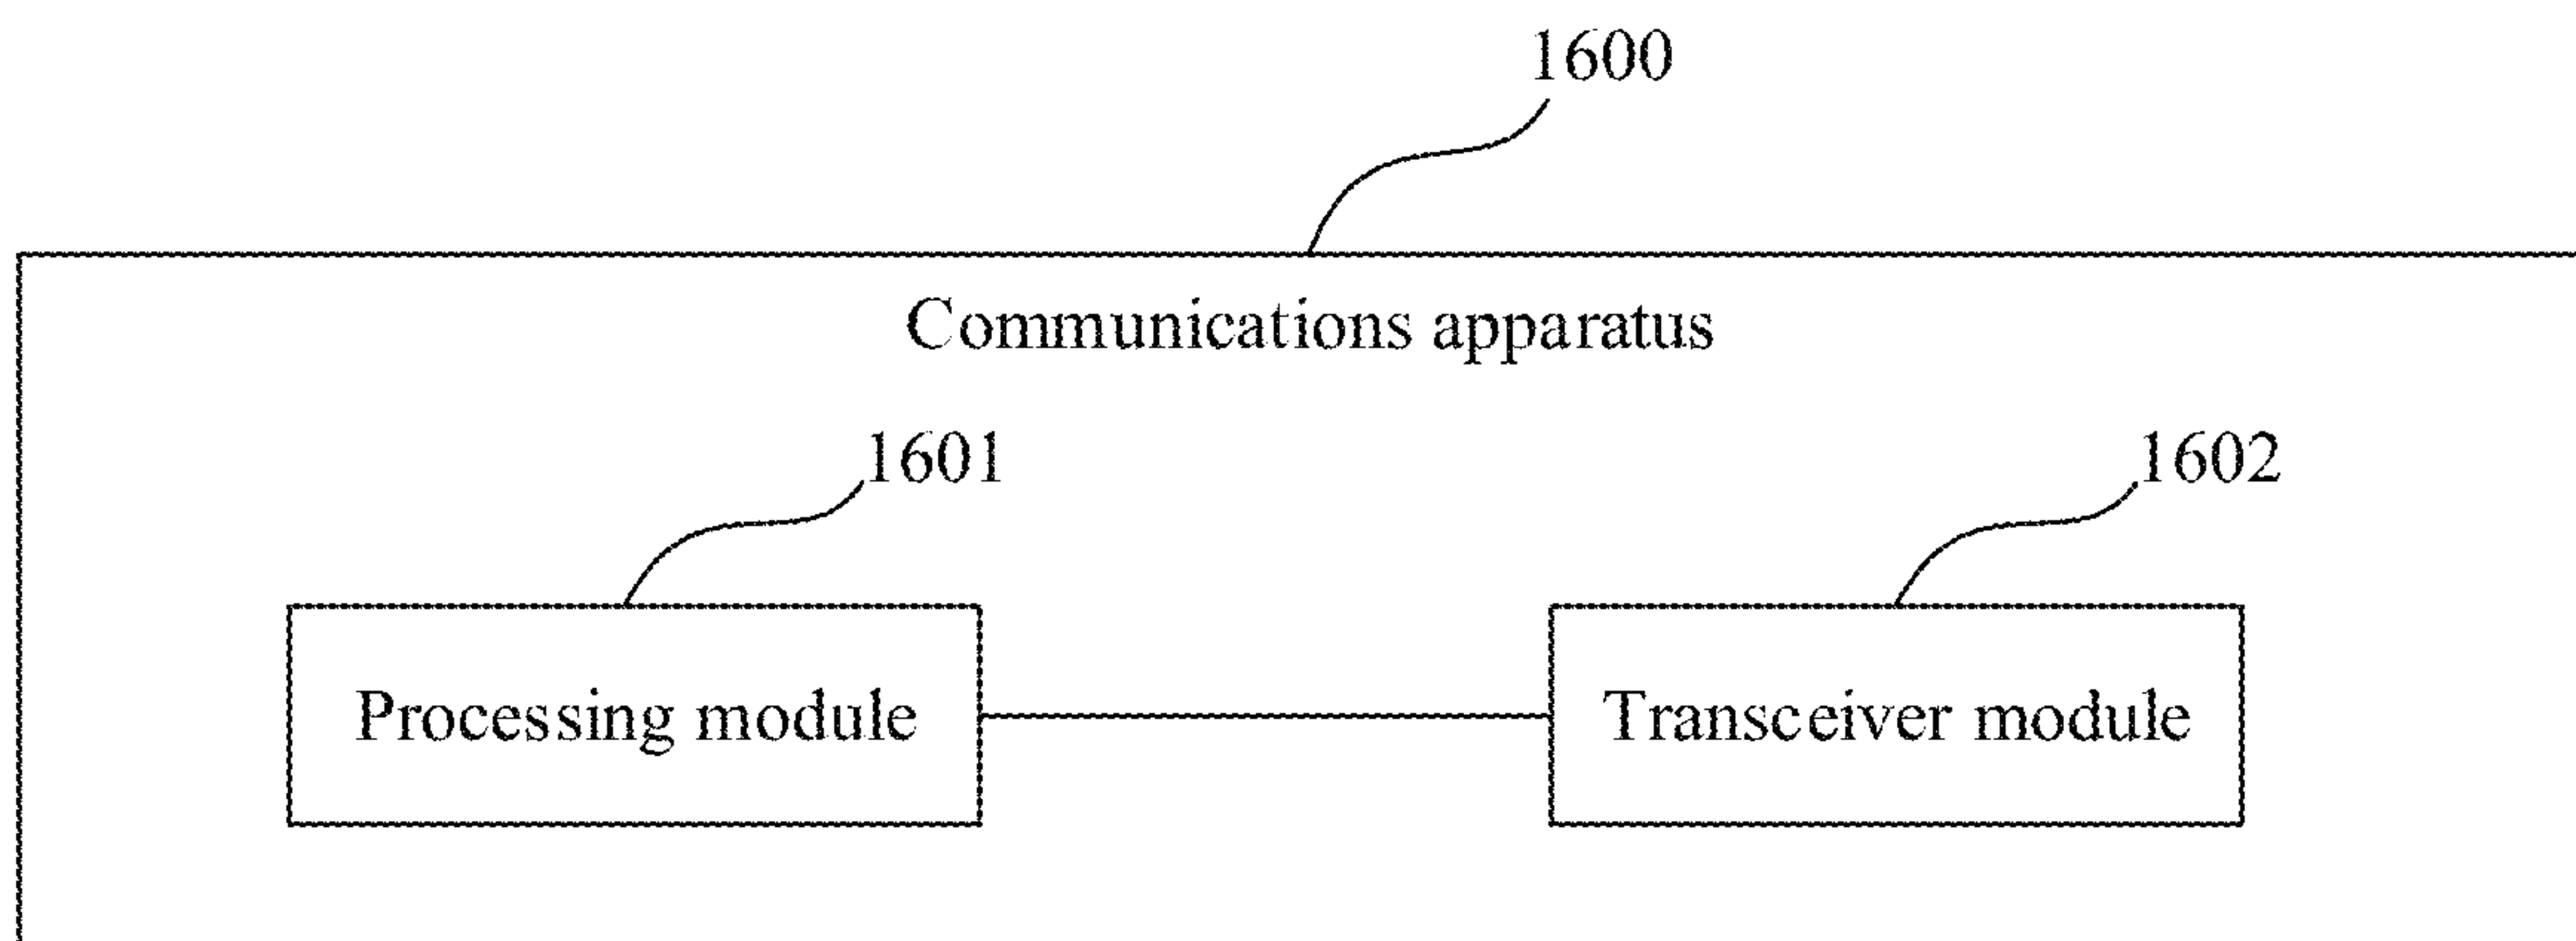 1600
Communications apparatus
1601
1602
Processing module
Transceiver module